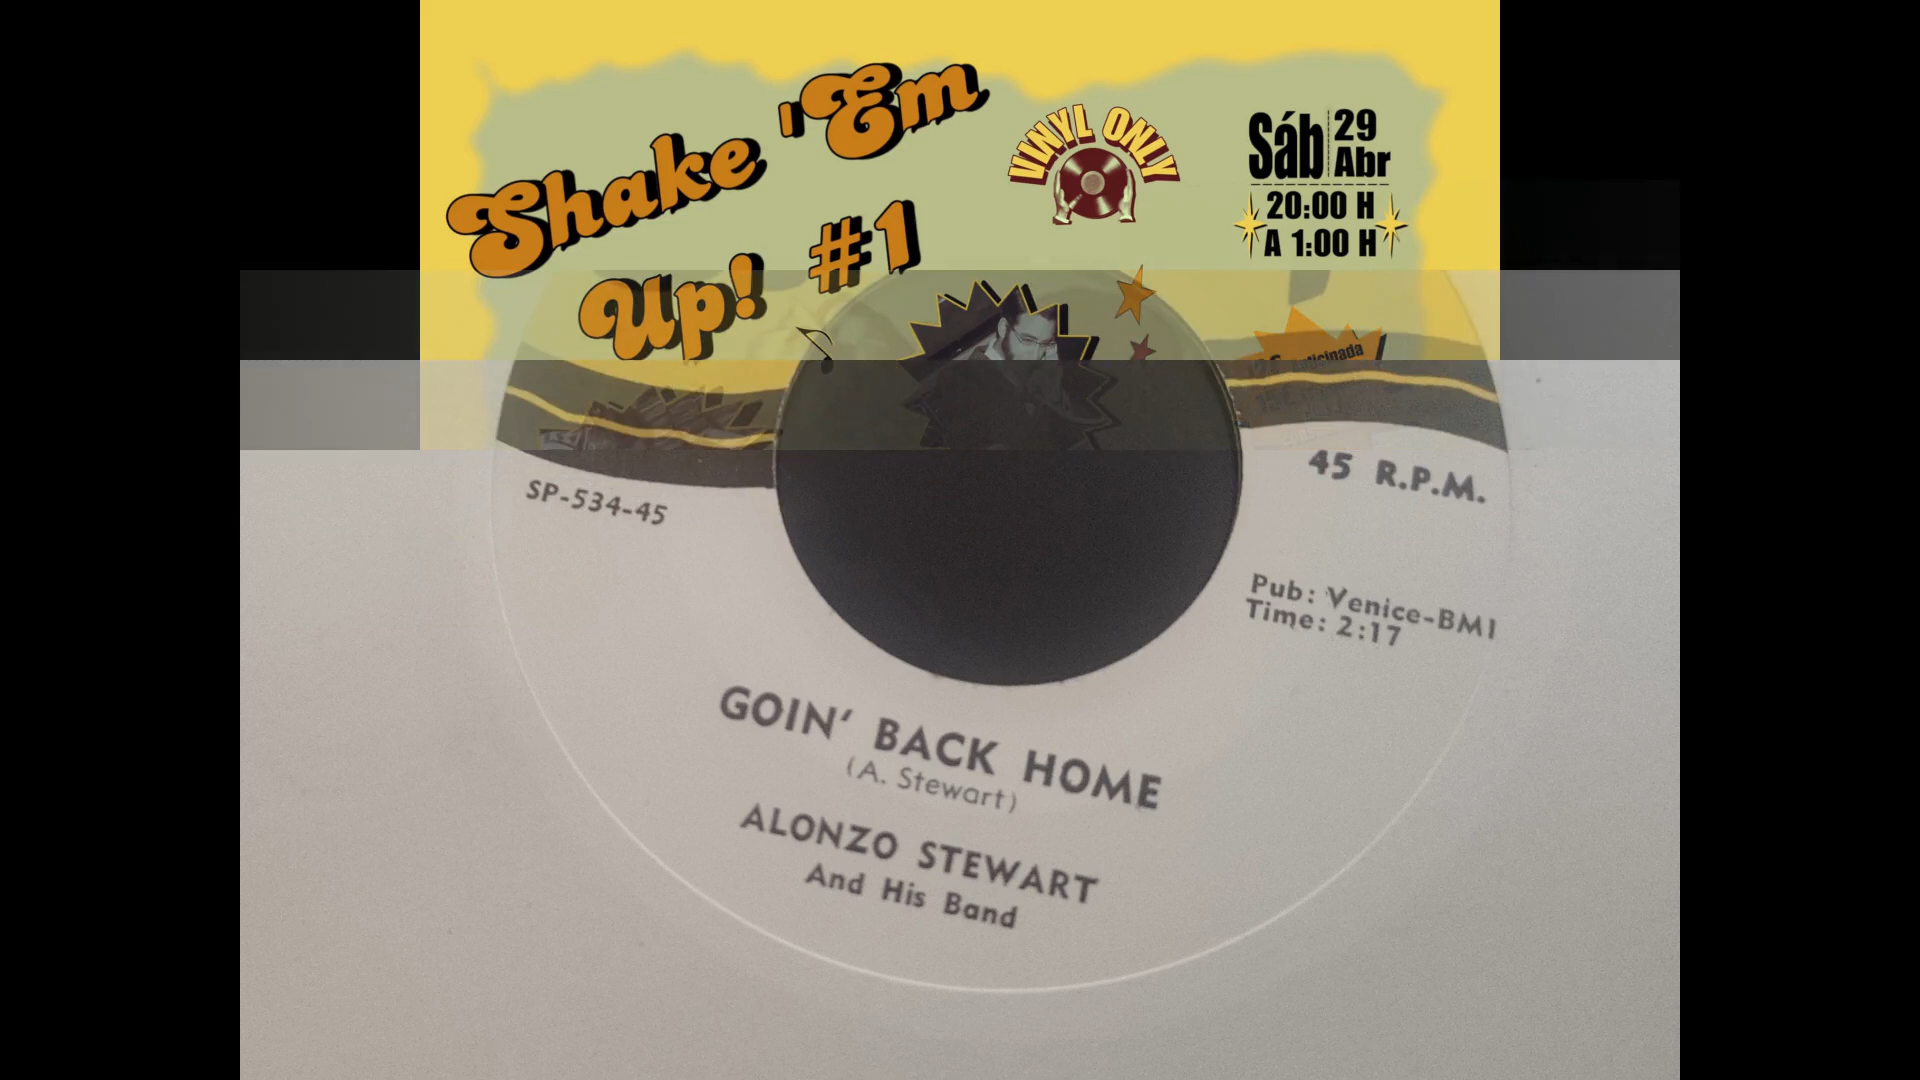 Shake 'Em
Up! #1
VINYL ONLY
Sáb 29 Abr
20:00 H
A 1:00 H
SP-534-45
45 R.P.M.
Pub: Venice-BMI
Time: 2:17
GOIN' BACK HOME
(A. Stewart)
ALONZO STEWART
And His Band